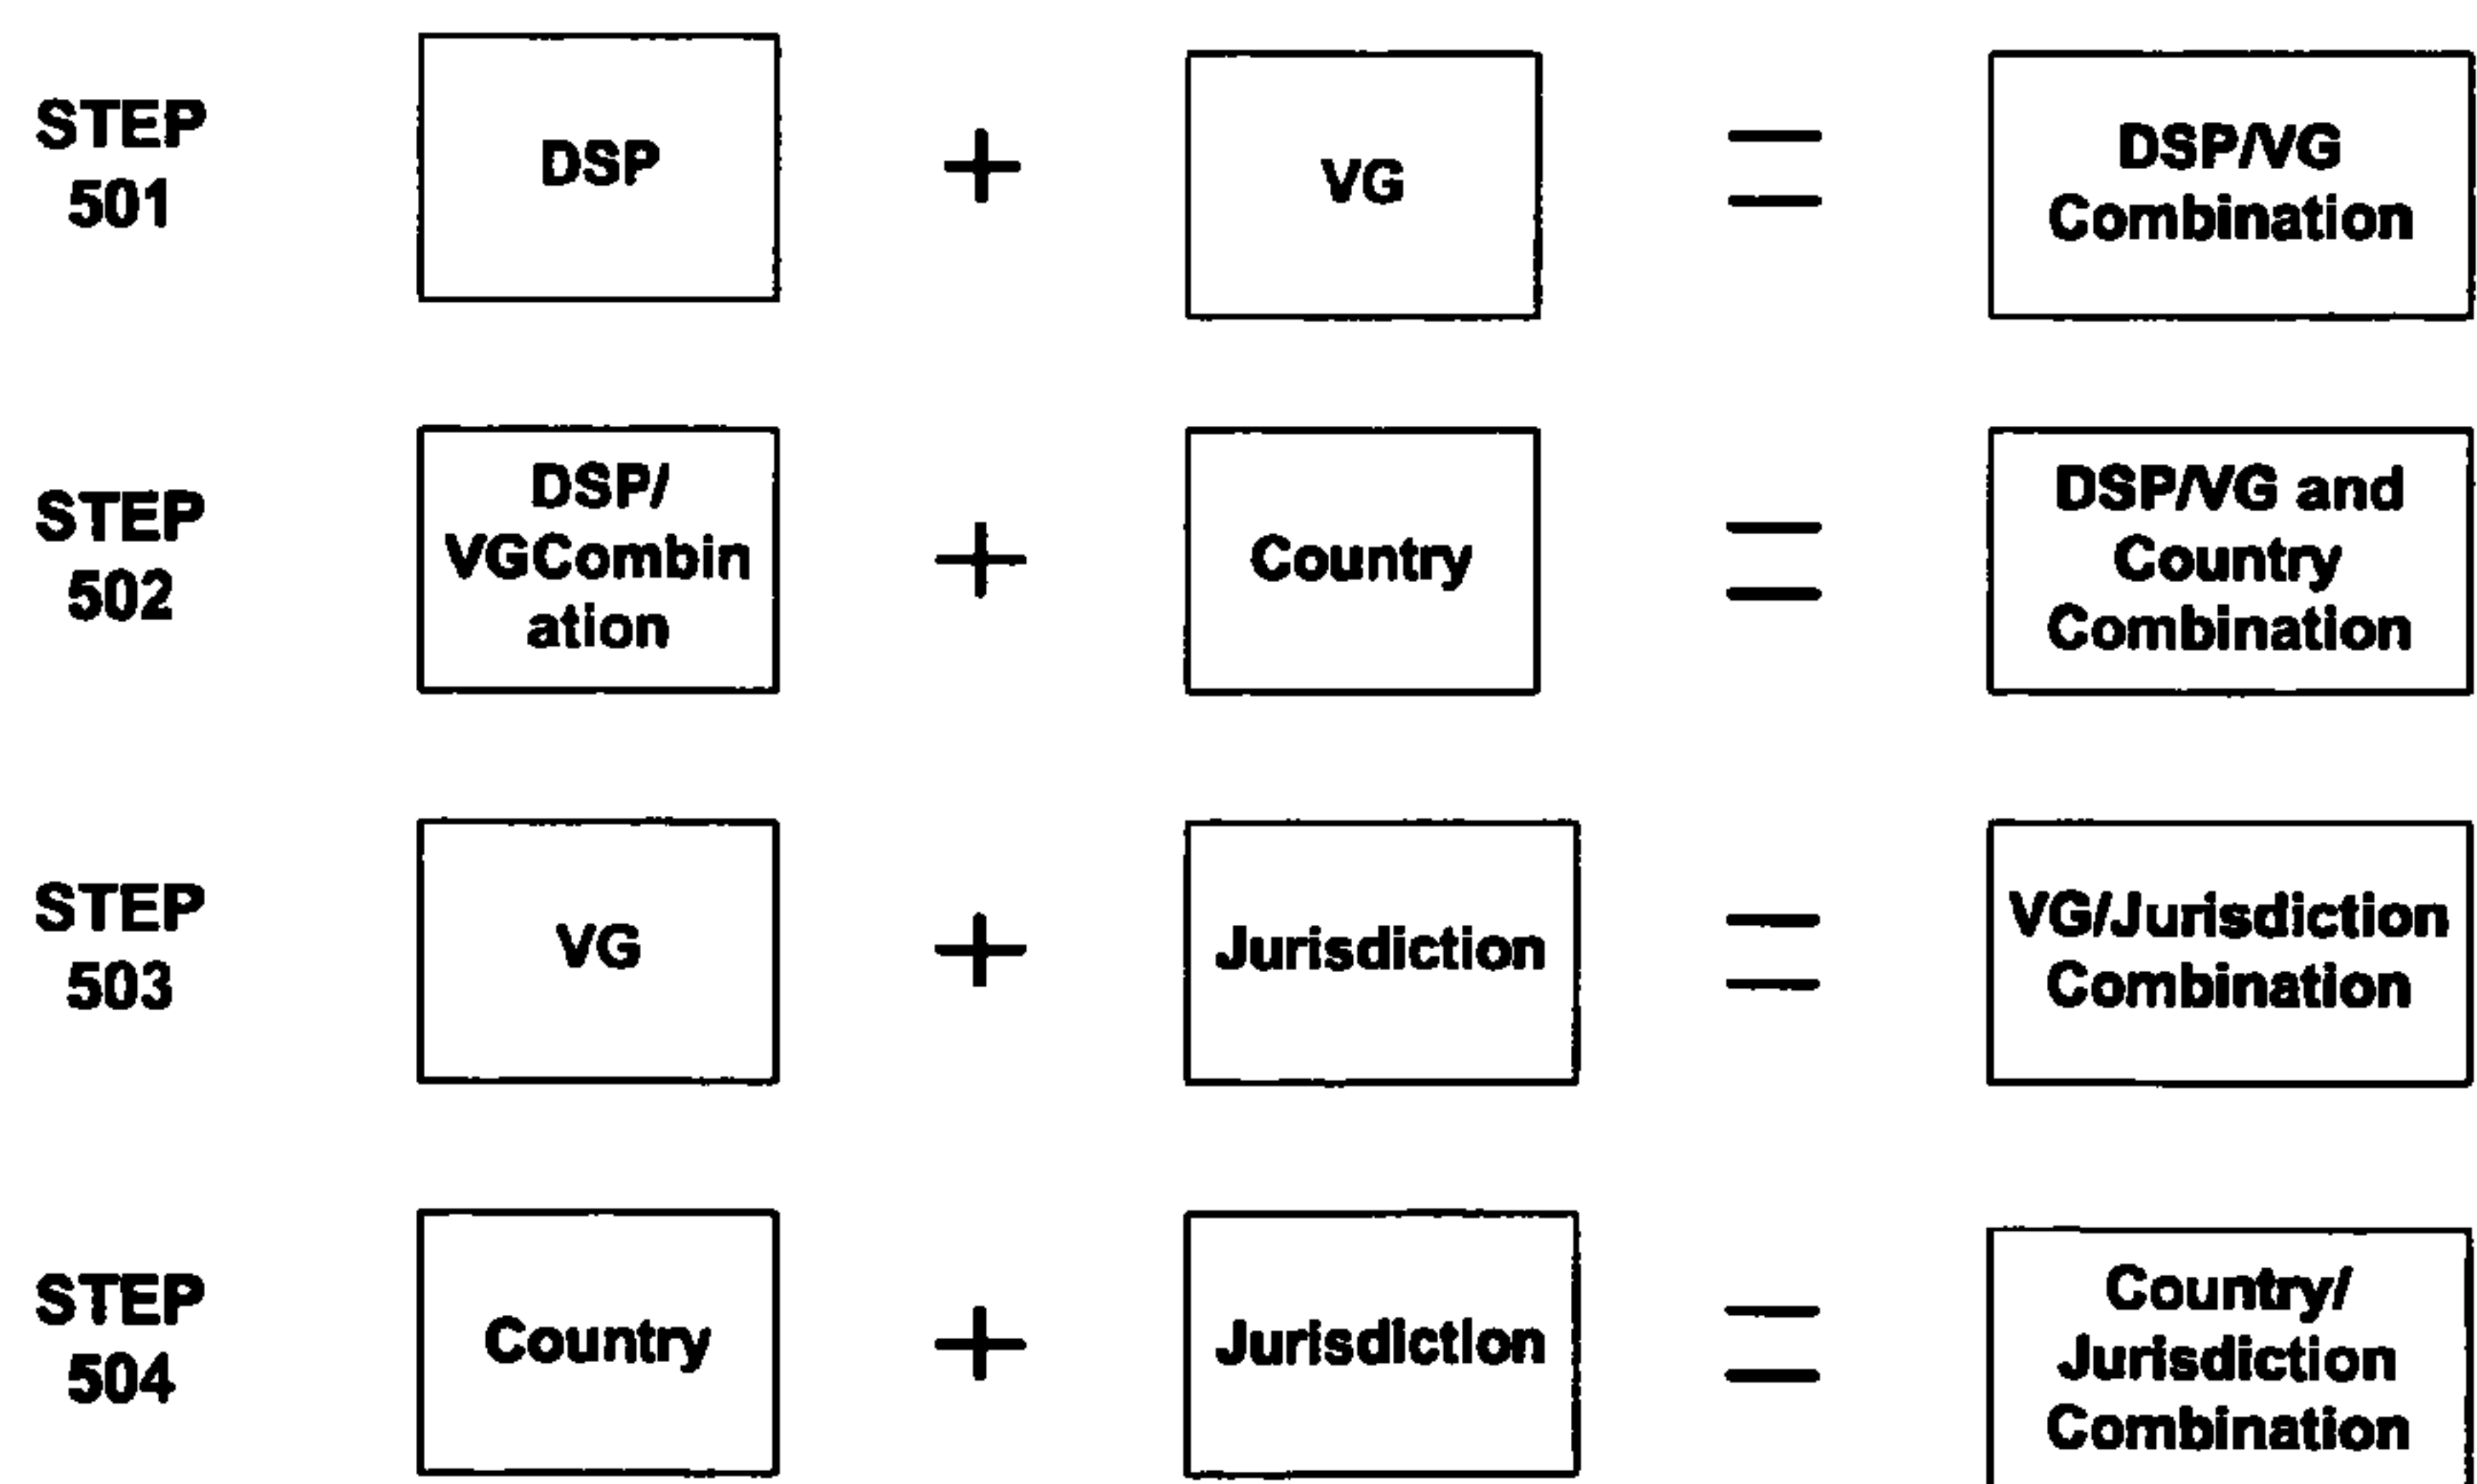 STEP
501
DSP
+
VG
=
DSP/VG
Combination
STEP
502
DSP/
VGCombin
ation
+
Country
=
DSP/VG and
Country
Combination
STEP
503
VG
+
Jurisdiction
=
VG/Jurisdiction
Combination
STEP
504
Country
+
Jurisdiction
=
Country/
Jurisdiction
Combination